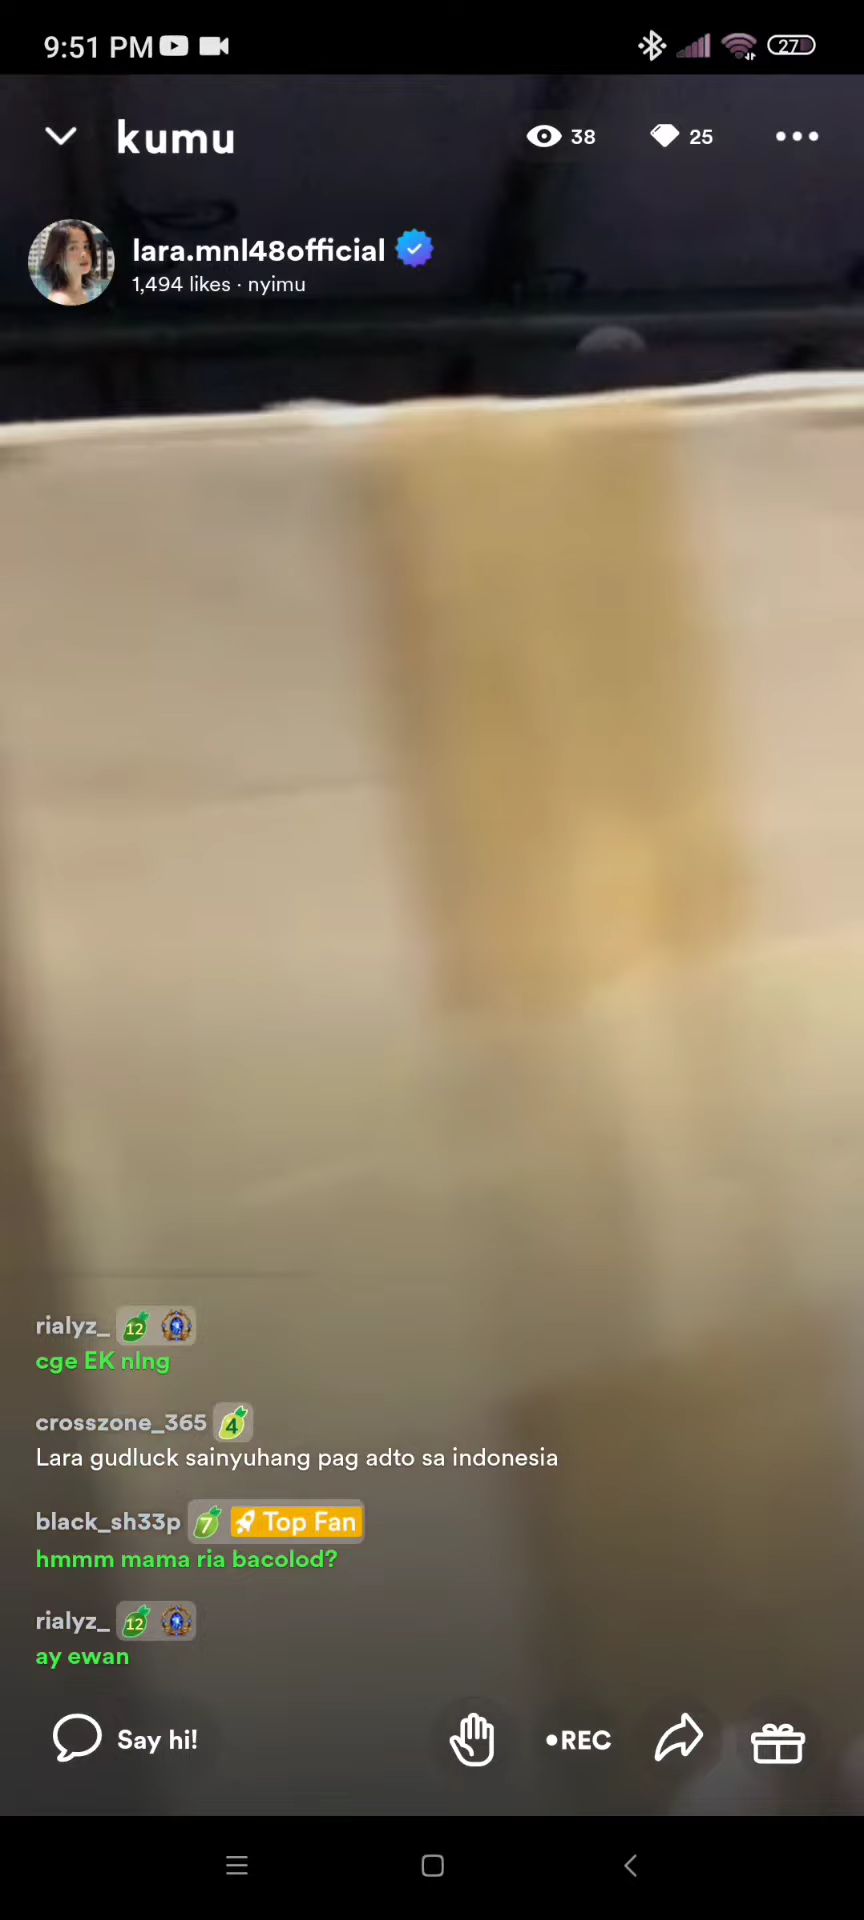 9:51 PM
27
kumu
38
25
lara.mnl48official
1,494 likes · nyimu
rialyz_ 12
cge EK nlng
crosszone_365 4
Lara gudluck sainyuhang pag adto sa indonesia
black_sh33p 7 Top Fan
hmmm mama ria bacolod?
rialyz_ 12
ay ewan
Say hi!
•REC